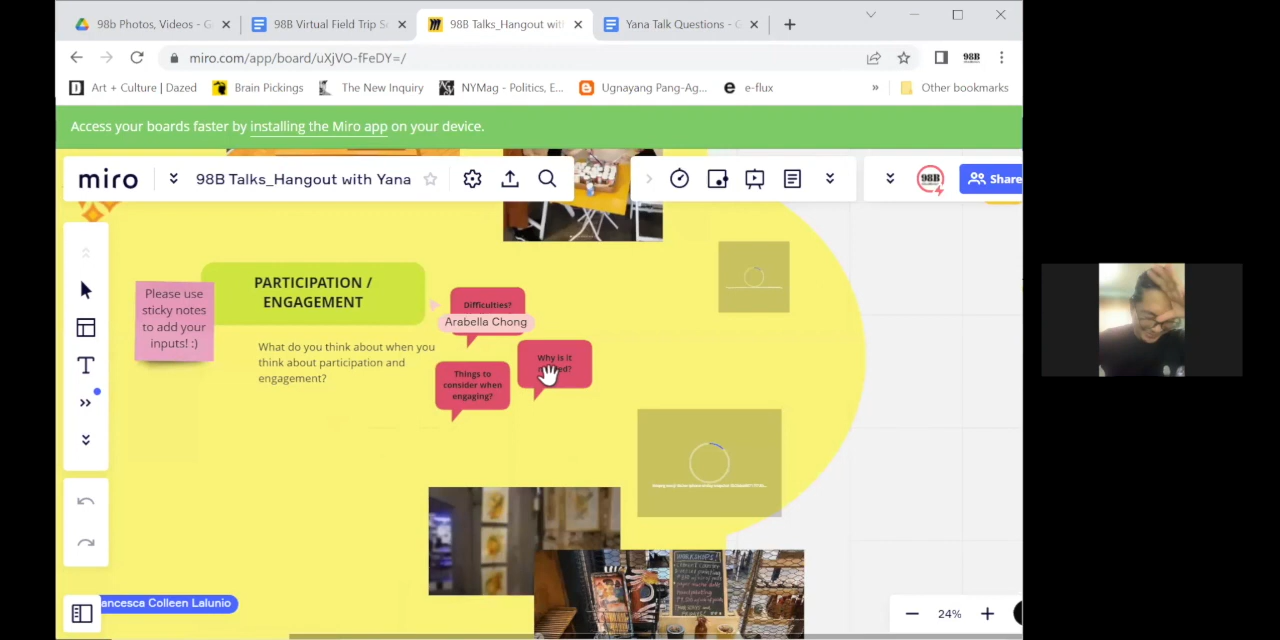 98b Photos, Videos - G
98B Virtual Field Trip Sc
98B Talks_Hangout with
Yana Talk Questions - G
miro.com/app/board/uXjVO-fFeDY=/
98B
Art + Culture | Dazed
Brain Pickings
The New Inquiry
NYMag - Politics, E...
Ugnayang Pang-Ag...
e-flux
»
Other bookmarks
Access your boards faster by installing the Miro app on your device.
miro
98B Talks_Hangout with Yana
98B
Share
Please use
sticky notes
to add your
inputs! :)
PARTICIPATION /
ENGAGEMENT
What do you think about when you
think about participation and
engagement?
Difficulties?
Arabella Chong
Why is it
Things to
consider when
engaging?
T
WORKSHOPS
ancesca Colleen Lalunio
24%